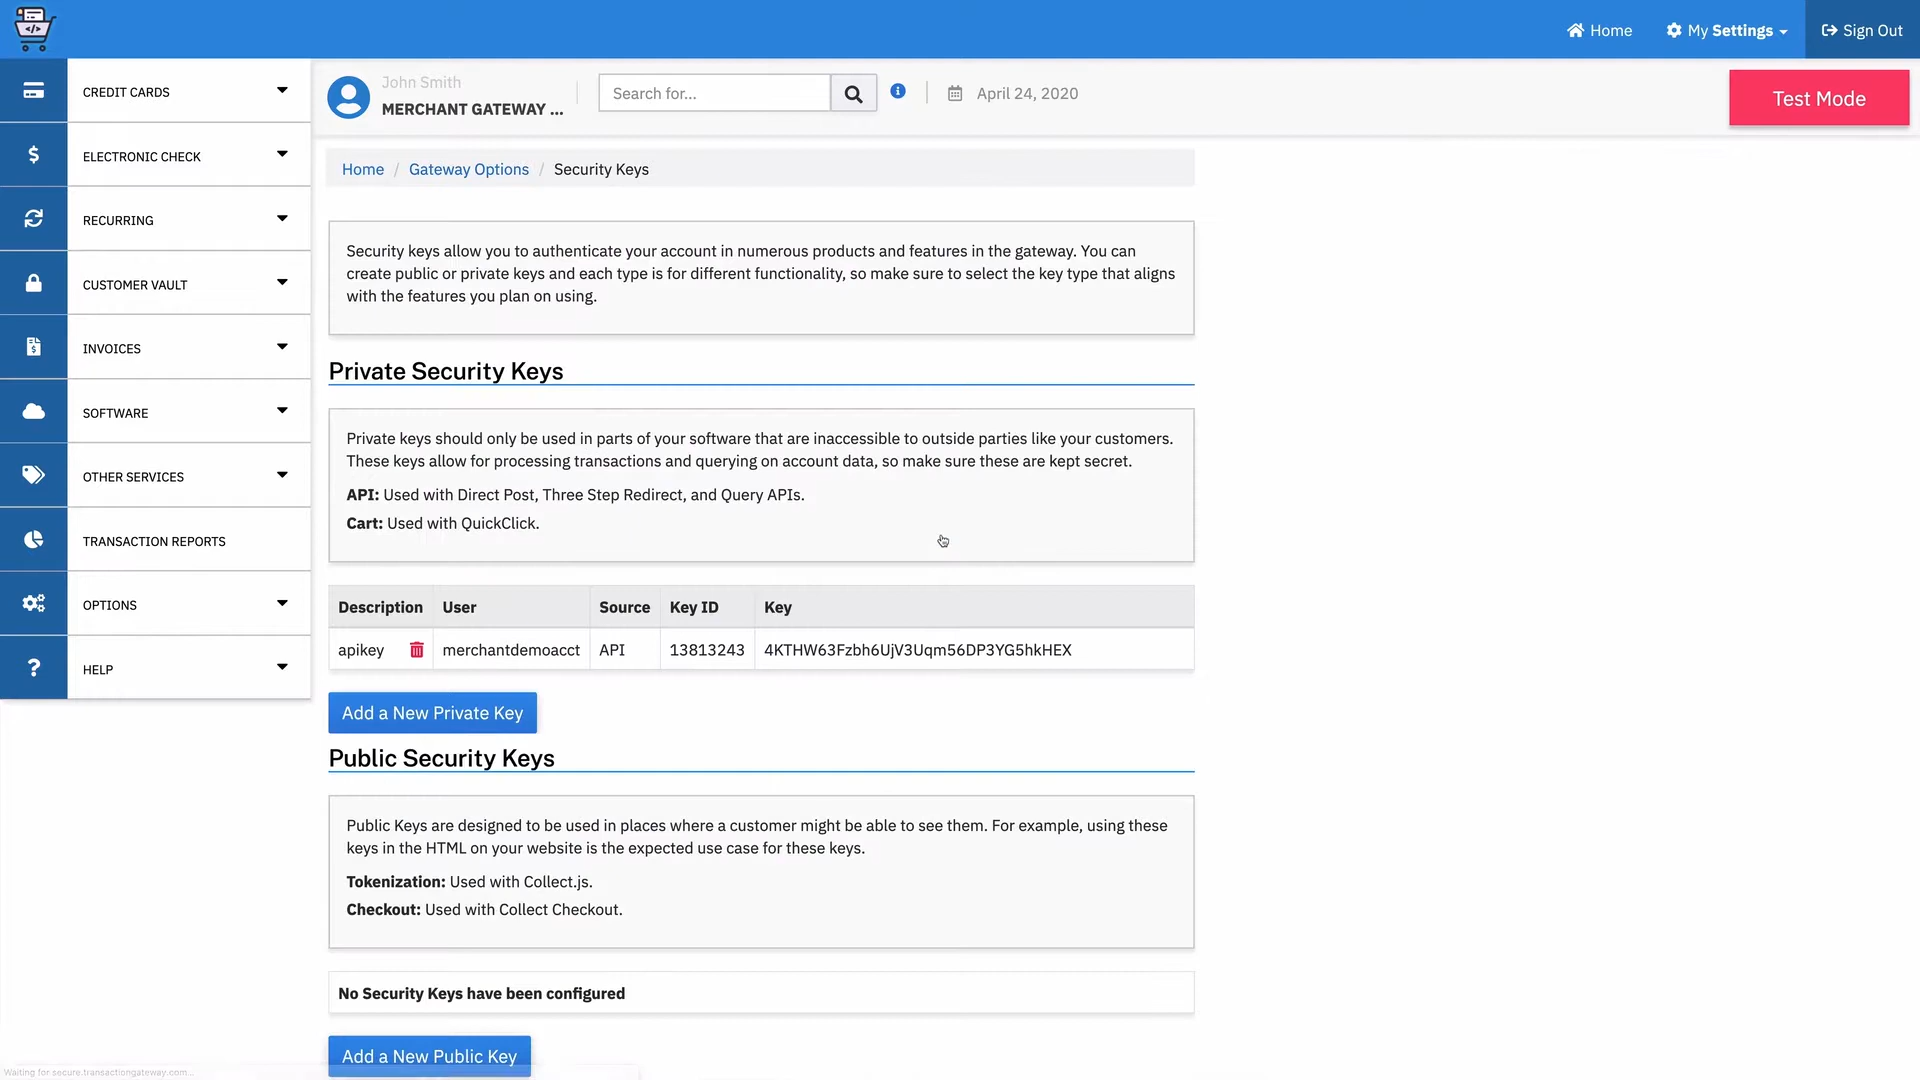 Home
My Settings
Sign Out
CREDIT CARDS
ELECTRONIC CHECK
RECURRING
CUSTOMER VAULT
INVOICES
SOFTWARE
OTHER SERVICES
TRANSACTION REPORTS
OPTIONS
HELP
John Smith
MERCHANT GATEWAY ...
Search for...
April 24, 2020
Test Mode
Home / Gateway Options / Security Keys
Security keys allow you to authenticate your account in numerous products and features in the gateway. You can
create public or private keys and each type is for different functionality, so make sure to select the key type that aligns
with the features you plan on using.
Private Security Keys
Private keys should only be used in parts of your software that are inaccessible to outside parties like your customers.
These keys allow for processing transactions and querying on account data, so make sure these are kept secret.
API: Used with Direct Post, Three Step Redirect, and Query APIs.
Cart: Used with QuickClick.
Description User Source Key ID Key
apikey merchantdemoacct API 13813243 4KTHW63Fzbh6UjV3Uqm56DP3YG5hkHEX
Add a New Private Key
Public Security Keys
Public Keys are designed to be used in places where a customer might be able to see them. For example, using these
keys in the HTML on your website is the expected use case for these keys.
Tokenization: Used with Collect.js.
Checkout: Used with Collect Checkout.
No Security Keys have been configured
Add a New Public Key
Waiting for secure.transactiongateway.com...